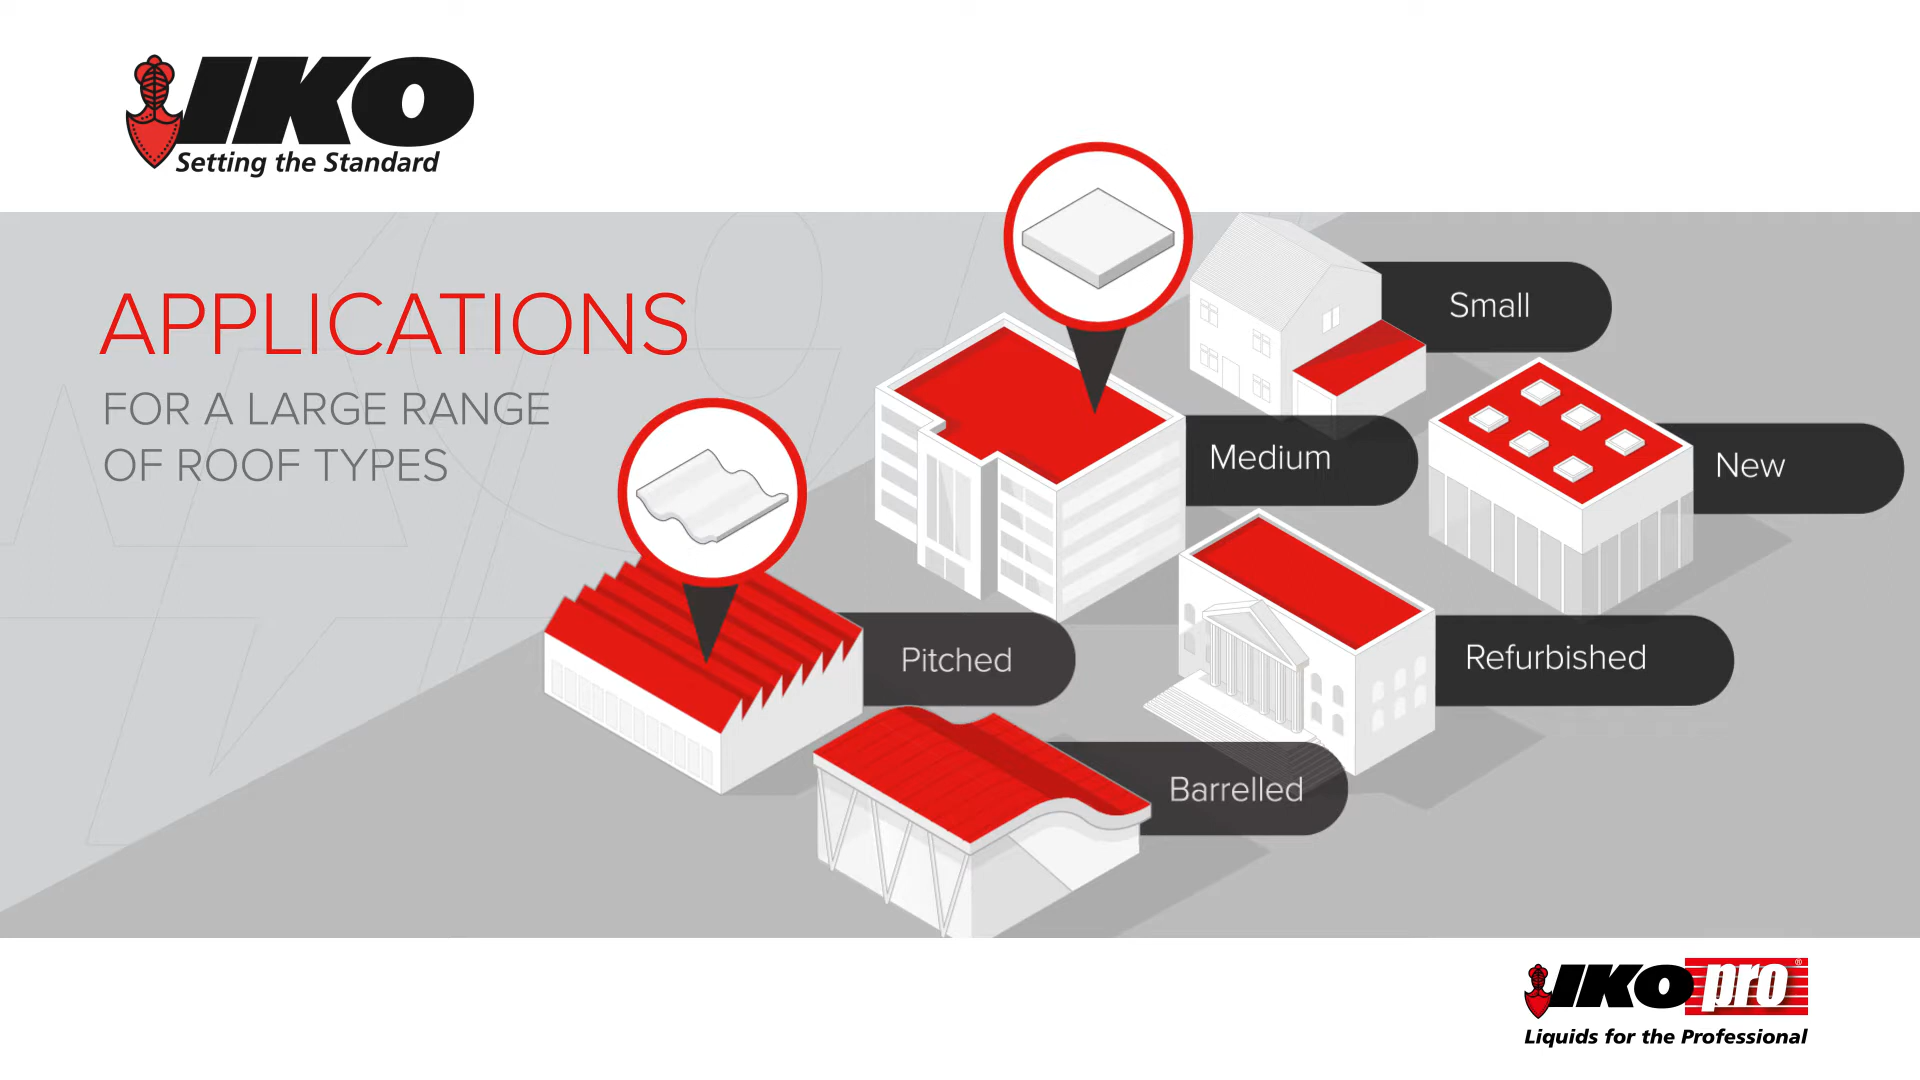 IKO
Setting the Standard
APPLICATIONS
FOR A LARGE RANGE
OF ROOF TYPES
Small
Medium
New
Pitched
Refurbished
Barrelled
IKO pro®
Liquids for the Professional